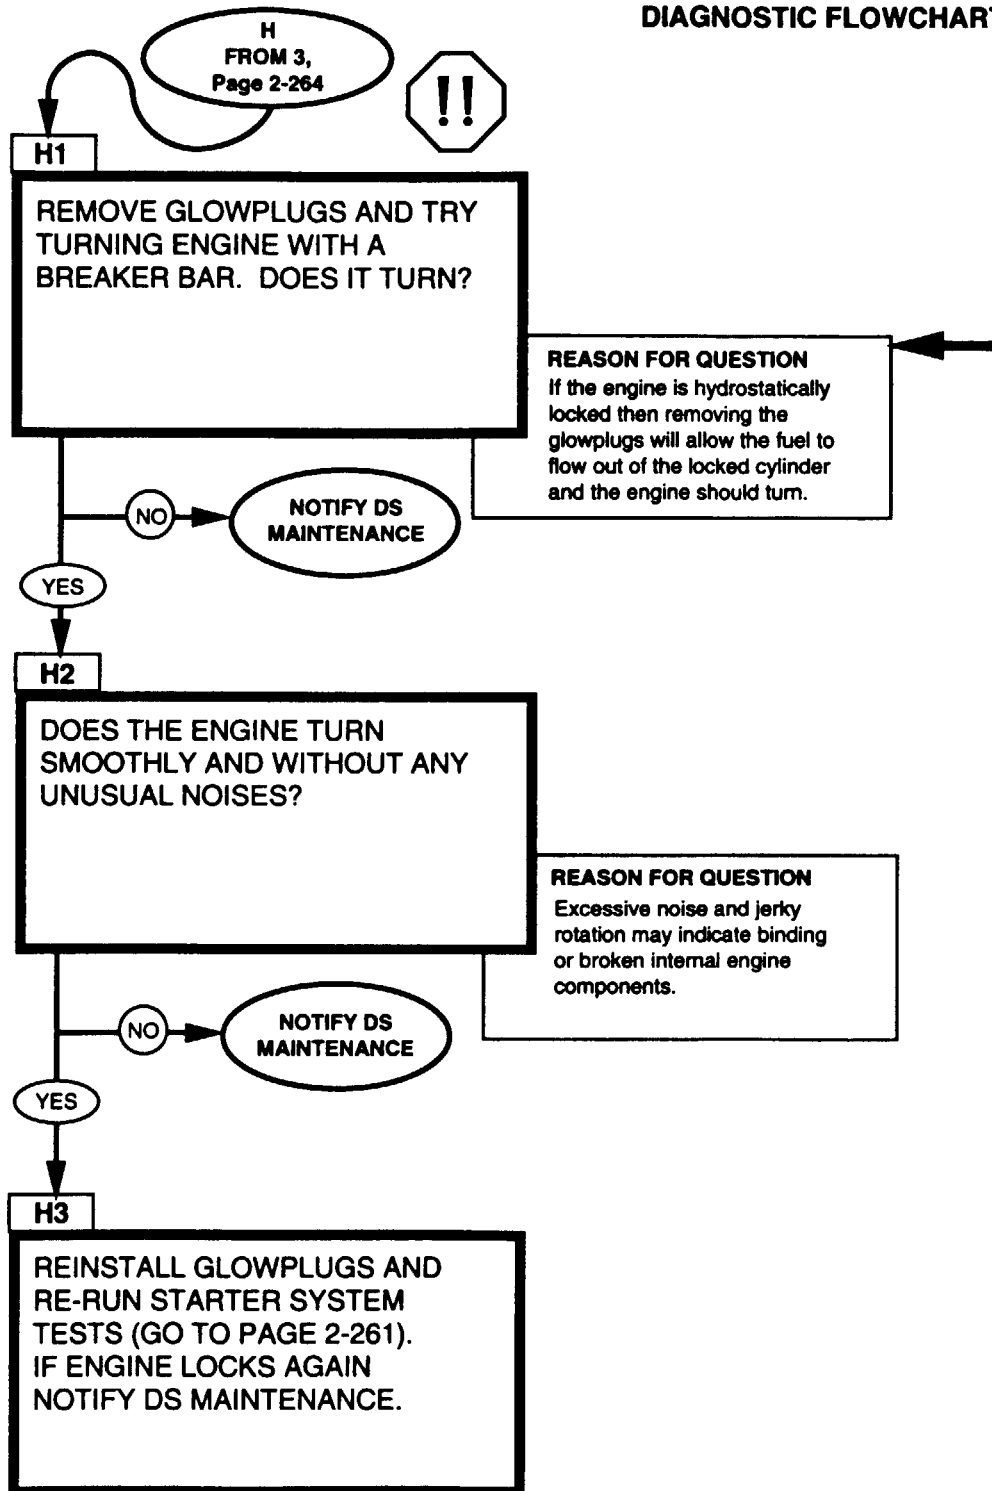 DIAGNOSTIC FLOWCHART
H
FROM 3,
Page 2-264
!!
H1
REMOVE GLOWPLUGS AND TRY
TURNING ENGINE WITH A
BREAKER BAR. DOES IT TURN?
REASON FOR QUESTION
If the engine is hydrostatically
locked then removing the
glowplugs will allow the fuel to
flow out of the locked cylinder
and the engine should turn.
NO
NOTIFY DS
MAINTENANCE
YES
H2
DOES THE ENGINE TURN
SMOOTHLY AND WITHOUT ANY
UNUSUAL NOISES?
REASON FOR QUESTION
Excessive noise and jerky
rotation may indicate binding
or broken internal engine
components.
NO
NOTIFY DS
MAINTENANCE
YES
H3
REINSTALL GLOWPLUGS AND
RE-RUN STARTER SYSTEM
TESTS (GO TO PAGE 2-261).
IF ENGINE LOCKS AGAIN
NOTIFY DS MAINTENANCE.